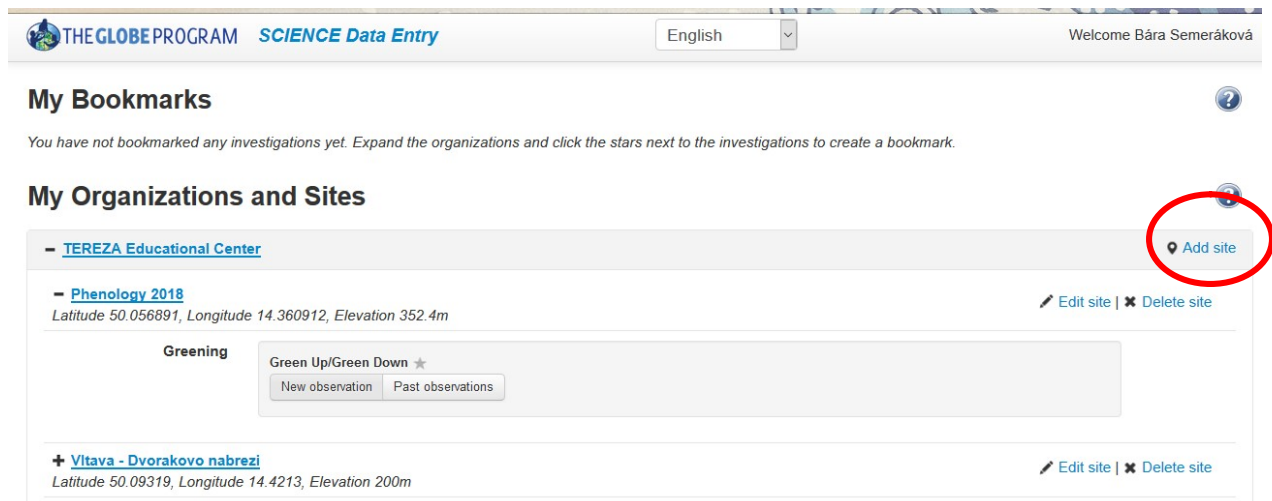 THE GLOBE PROGRAM SCIENCE Data Entry English Welcome Bára Semeráková
My Bookmarks
You have not bookmarked any investigations yet. Expand the organizations and click the stars next to the investigations to create a bookmark.
My Organizations and Sites
TEREZA Educational Center Add site
Phenology 2018 Edit site | Delete site
Latitude 50.056891, Longitude 14.360912, Elevation 352.4m
Greening
Green Up/Green Down
New observation Past observations
Vltava - Dvorakovo nabrezi Edit site | Delete site
Latitude 50.09319, Longitude 14.4213, Elevation 200m